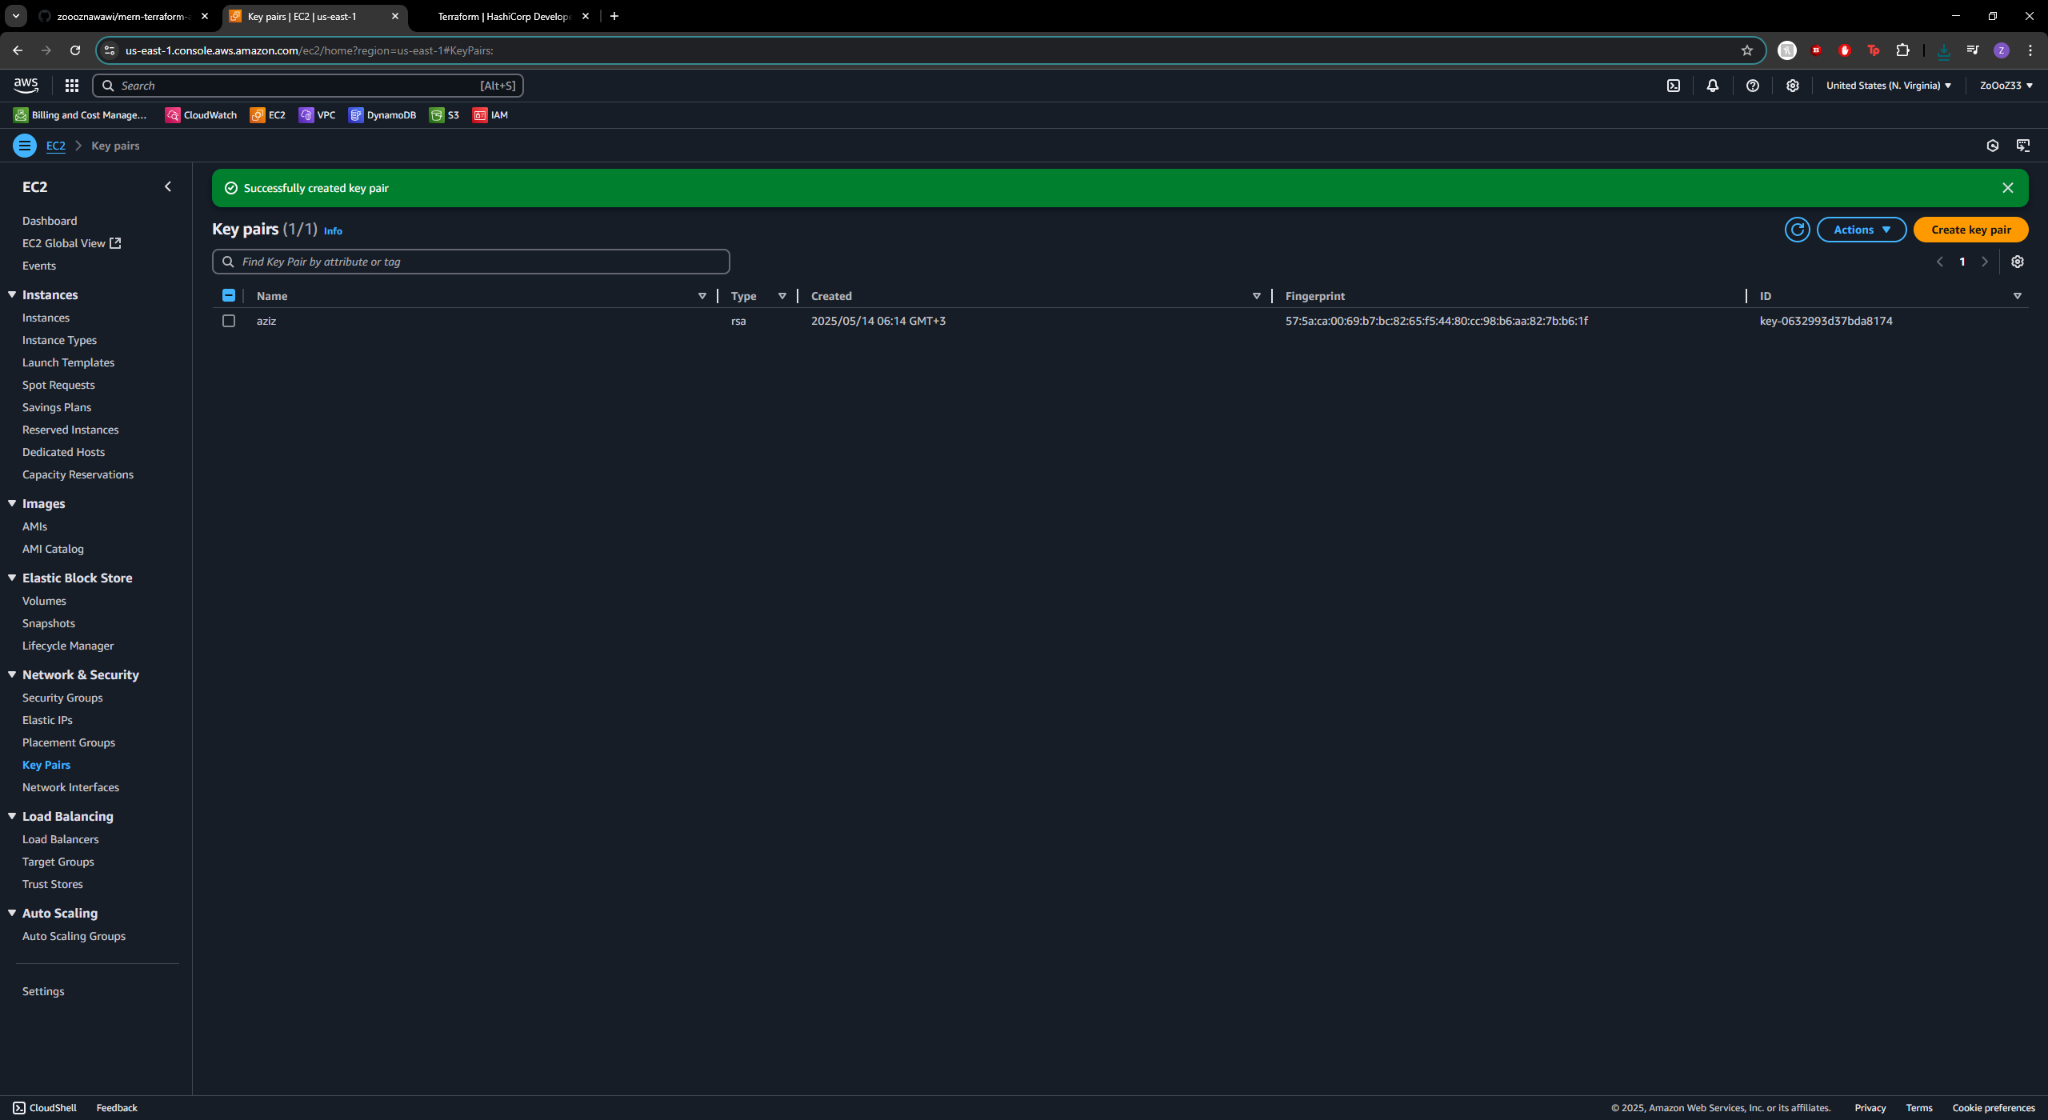 zoooznawawi/mern-terraform-
Key pairs | EC2 | us-east-1
Terraform | HashiCorp Develop
us-east-1.console.aws.amazon.com/ec2/home?region=us-east-1#KeyPairs:
Tp
Z
aws
Search [Alt+S]
United States (N. Virginia)
ZoOoZ33
Billing and Cost Manage...
CloudWatch
EC2
VPC
DynamoDB
S3
IAM
EC2 > Key pairs
EC2
Dashboard
EC2 Global View
Events
Instances
Instances
Instance Types
Launch Templates
Spot Requests
Savings Plans
Reserved Instances
Dedicated Hosts
Capacity Reservations
Images
AMIs
AMI Catalog
Elastic Block Store
Volumes
Snapshots
Lifecycle Manager
Network & Security
Security Groups
Elastic IPs
Placement Groups
Key Pairs
Network Interfaces
Load Balancing
Load Balancers
Target Groups
Trust Stores
Auto Scaling
Auto Scaling Groups
Settings
Successfully created key pair
Key pairs (1/1) Info
Actions
Create key pair
Find Key Pair by attribute or tag
1
Name Type Created Fingerprint ID
aziz rsa 2025/05/14 06:14 GMT+3 57:5a:ca:00:69:b7:bc:82:65:f5:44:80:cc:98:b6:aa:82:7b:b6:1f key-0632993d37bda8174
CloudShell
Feedback
© 2025, Amazon Web Services, Inc. or its affiliates.
Privacy
Terms
Cookie preferences